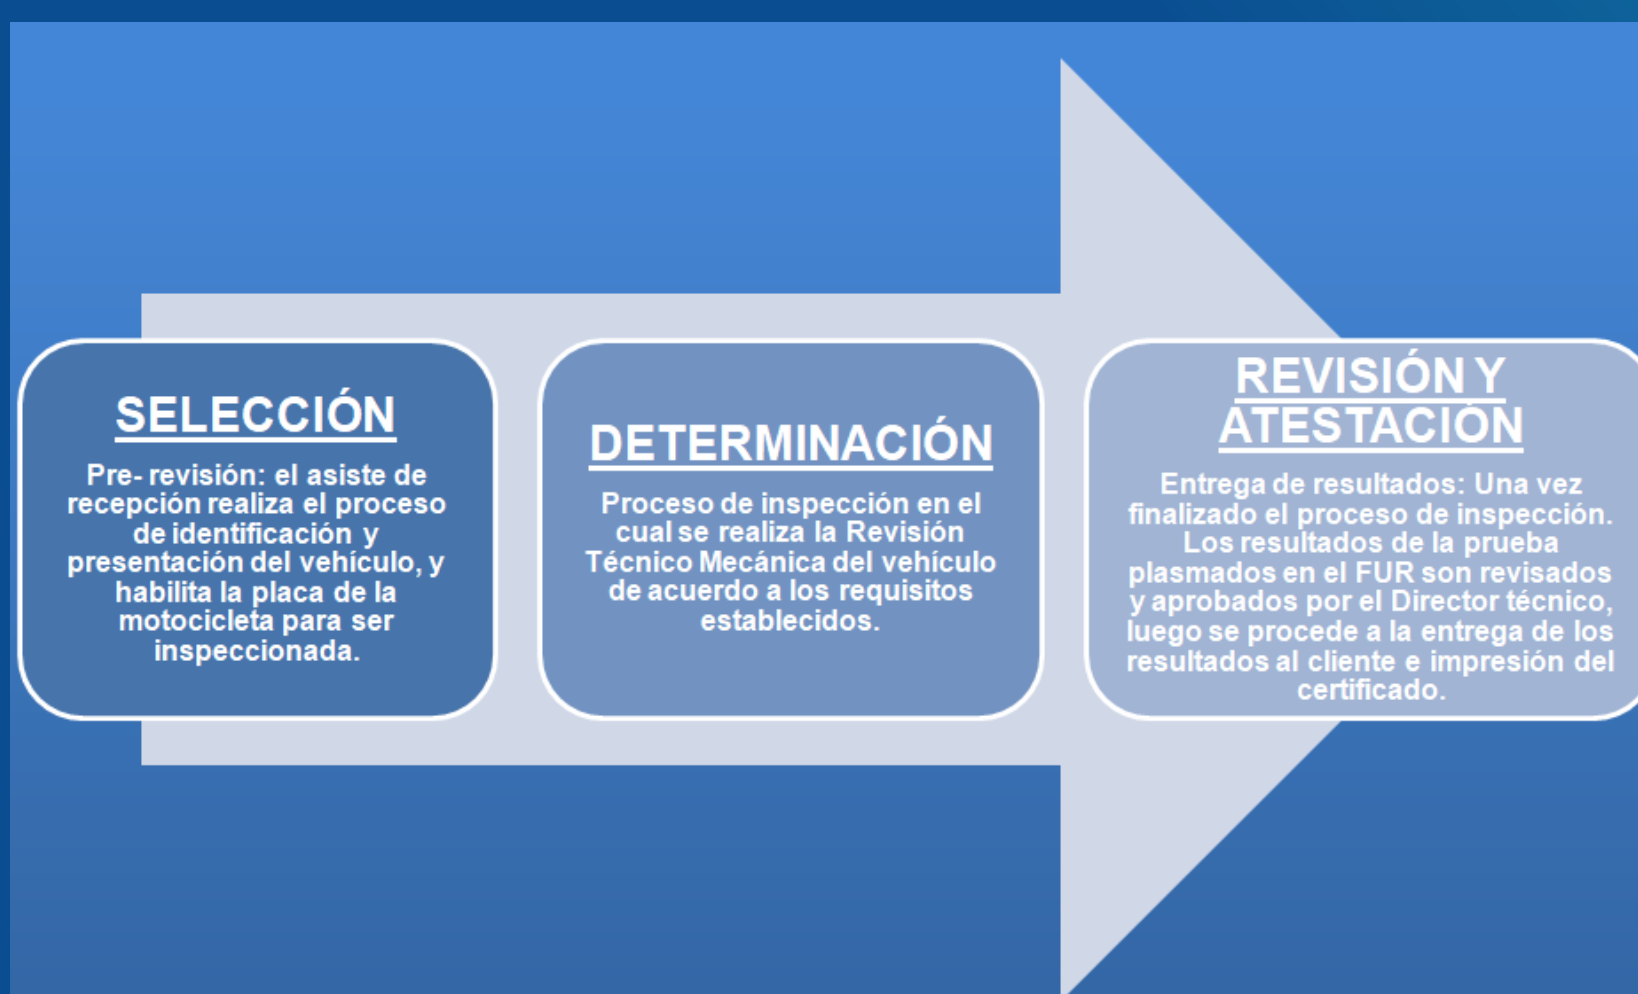 SELECCIÓN
Pre- revisión: el asiste de
recepción realiza el proceso
de identificación y
presentación del vehículo, y
habilita la placa de la
motocicleta para ser
inspeccionada.
DETERMINACIÓN
Proceso de inspección en el
cual se realiza la Revisión
Técnico Mecánica del vehículo
de acuerdo a los requisitos
establecidos.
REVISIÓN Y
ATESTACIÓN
Entrega de resultados: Una vez
finalizado el proceso de inspección.
Los resultados de la prueba
plasmados en el FUR son revisados
y aprobados por el Director técnico,
luego se procede a la entrega de los
resultados al cliente e impresión del
certificado.